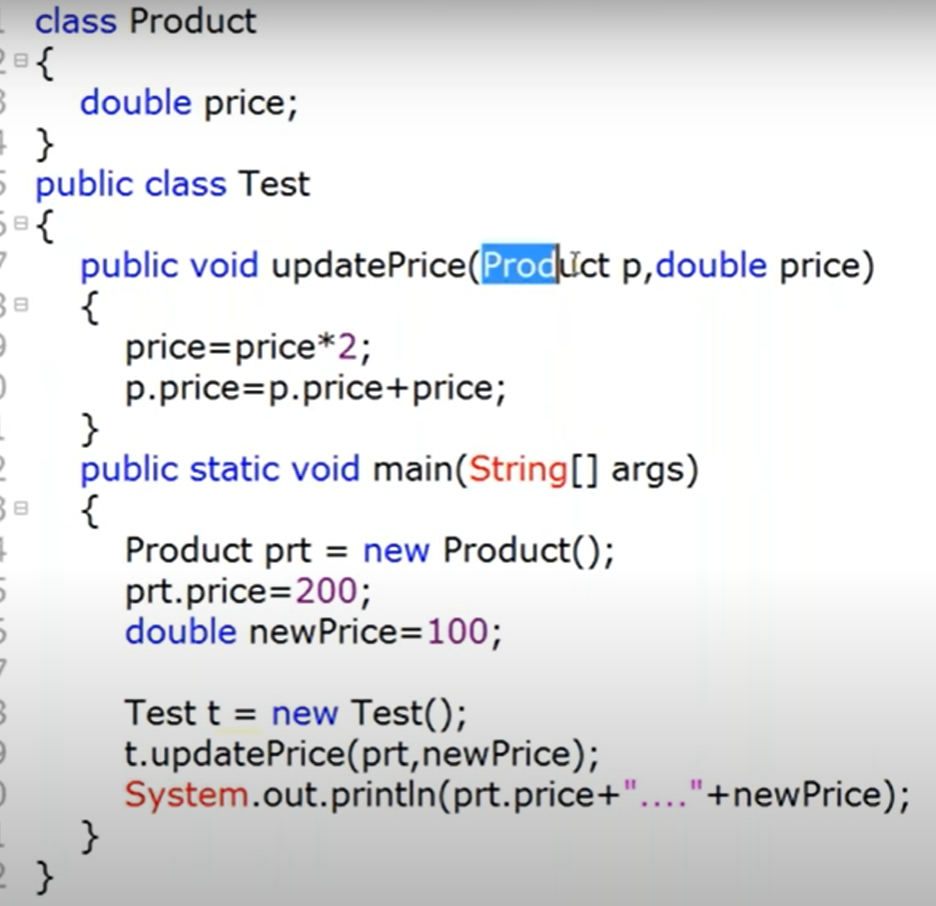 class Product
{
double price;
}
public class Test
{
public void updatePrice(Product p,double price)
{
price=price*2;
p.price=p.price+price;
}
public static void main(String[] args)
{
Product prt = new Product();
prt.price=200;
double newPrice=100;
Test t = new Test();
t.updatePrice(prt,newPrice);
System.out.println(prt.price+"...."+newPrice);
}
}